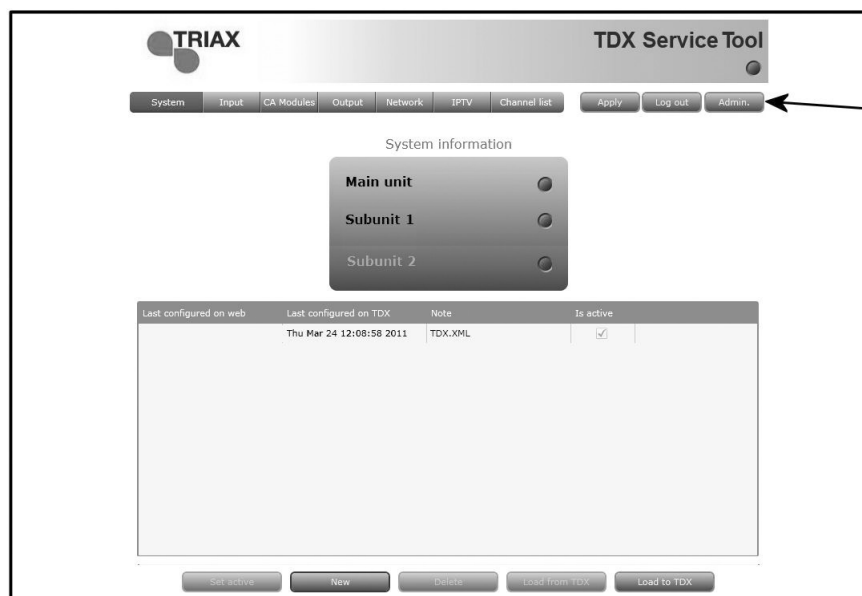 TRIAX
TDX Service Tool
System Input CA Modules Output Network IPTV Channel list Apply Log out Admin.
System information
Main unit
Subunit 1
Subunit 2
Last configured on web Last configured on TDX Note Is active
Thu Mar 24 12:08:58 2011 TDX.XML
Set active New Delete Load from TDX Load to TDX